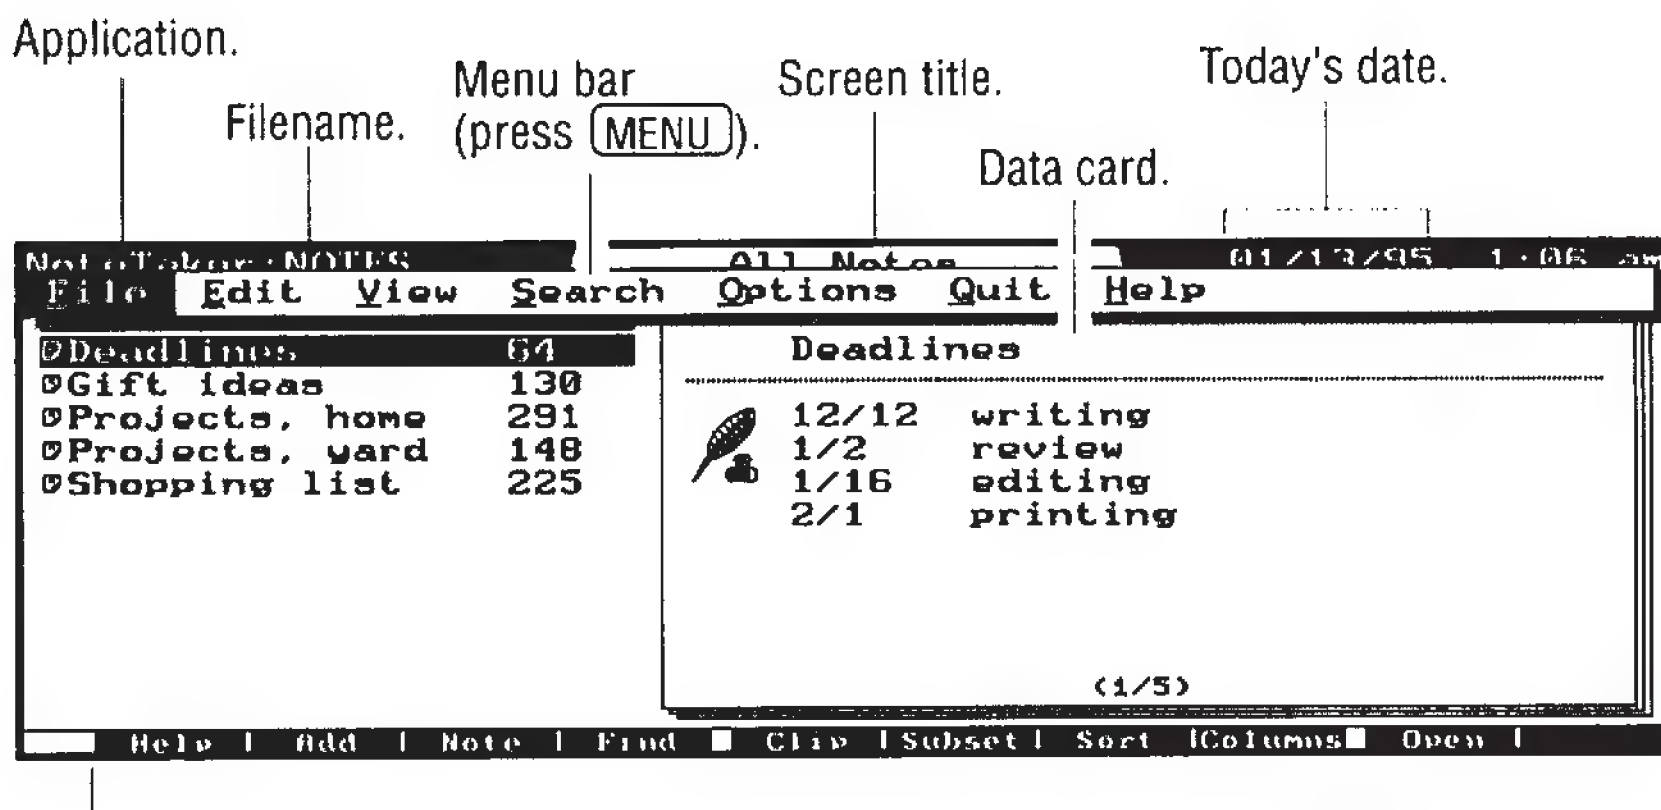 Application.
Filename.
Menu bar
(press MENU).
Screen title.
Data card.
Today's date.
NoteTaker·NOTES All Notes 01/13/95 1:06 am
File Edit View Search Options Quit Help
Deadlines 64
Gift ideas 130
Projects, home 291
Projects, yard 148
Shopping list 225
Deadlines
12/12 writing
1/2 review
1/16 editing
2/1 printing
(1/5)
Help | Add | Note | Find Clip | Subset | Sort | Columns Open |